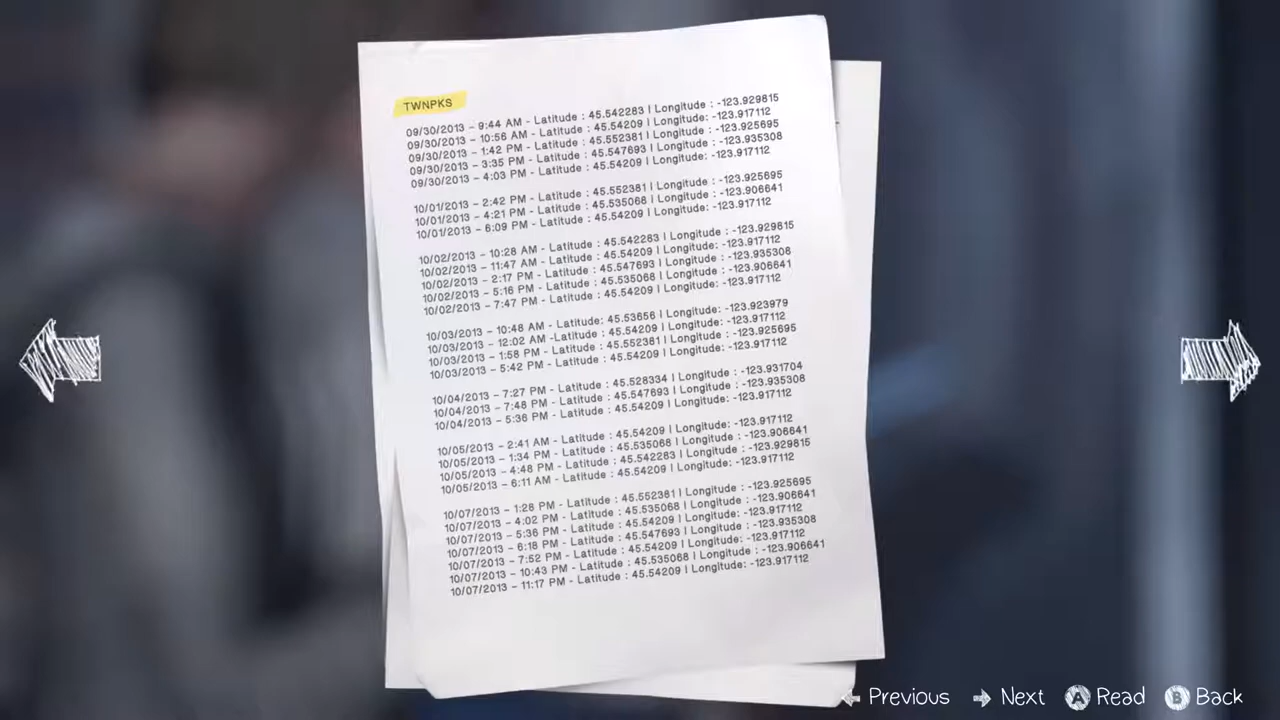 TWNPKS
09/30/2013 - 9:44 AM - Latitude : 45.542283 | Longitude : -123.929815
09/30/2013 - 10:56 AM - Latitude : 45.54209 | Longitude : -123.917112
09/30/2013 - 1:42 PM - Latitude : 45.552381 | Longitude : -123.925695
09/30/2013 - 3:35 PM - Latitude : 45.547693 | Longitude : -123.935308
09/30/2013 - 4:03 PM - Latitude : 45.54209 | Longitude: -123.917112
10/01/2013 - 2:42 PM - Latitude : 45.552381 | Longitude : -123.925695
10/01/2013 - 4:21 PM - Latitude : 45.535068 | Longitude : -123.906641
10/01/2013 - 6:09 PM - Latitude : 45.54209 | Longitude: -123.917112
10/02/2013 - 10:28 AM - Latitude : 45.542283 | Longitude : -123.929815
10/02/2013 - 11:47 AM - Latitude : 45.54209 | Longitude: -123.917112
10/02/2013 - 2:17 PM - Latitude : 45.547693 | Longitude : -123.935308
10/02/2013 - 5:16 PM - Latitude : 45.535068 | Longitude : -123.906641
10/02/2013 - 7:47 PM - Latitude : 45.54209 | Longitude: -123.917112
10/03/2013 - 10:48 AM - Latitude: 45.53656 | Longitude: -123.923979
10/03/2013 - 12:02 AM -Latitude : 45.54209 | Longitude: -123.917112
10/03/2013 - 1:58 PM - Latitude : 45.552381 | Longitude : -123.925695
10/03/2013 - 5:42 PM - Latitude : 45.54209 | Longitude: -123.917112
10/04/2013 - 7:27 PM - Latitude : 45.528334 | Longitude : -123.931704
10/04/2013 - 7:48 PM - Latitude : 45.547693 | Longitude : -123.935308
10/04/2013 - 5:36 PM - Latitude : 45.54209 | Longitude: -123.917112
10/05/2013 - 2:41 AM - Latitude : 45.54209 | Longitude: -123.917112
10/05/2013 - 1:34 PM - Latitude : 45.535068 | Longitude : -123.906641
10/05/2013 - 4:48 PM - Latitude : 45.542283 | Longitude : -123.929815
10/05/2013 - 6:11 AM - Latitude : 45.54209 | Longitude: -123.917112
10/07/2013 - 1:28 PM - Latitude : 45.552381 | Longitude : -123.925695
10/07/2013 - 4:02 PM - Latitude : 45.535068 | Longitude : -123.906641
10/07/2013 - 5:36 PM - Latitude : 45.54209 | Longitude: -123.917112
10/07/2013 - 6:18 PM - Latitude : 45.547693 | Longitude : -123.935308
10/07/2013 - 7:52 PM - Latitude : 45.54209 | Longitude: -123.917112
10/07/2013 - 10:43 PM - Latitude : 45.535068 | Longitude : -123.906641
10/07/2013 - 11:17 PM - Latitude : 45.54209 | Longitude: -123.917112
Previous Next A Read B Back